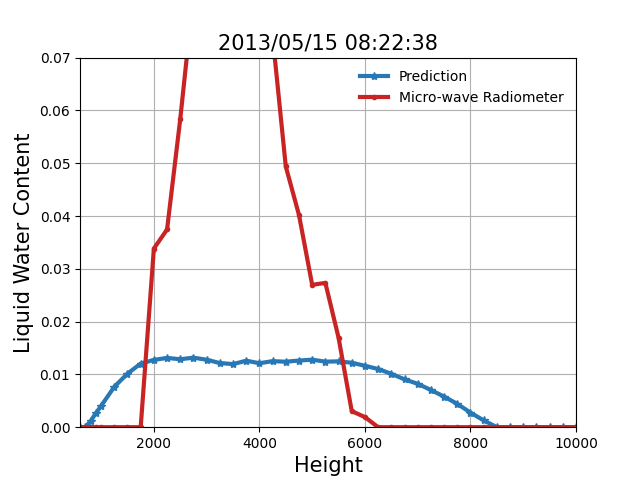 2013/05/15 08:22:38
0.07
0.06
0.05
0.04
0.03
0.02
0.01
0.00
Liquid Water Content
Prediction
Micro-wave Radiometer
2000 4000 6000 8000 10000
Height